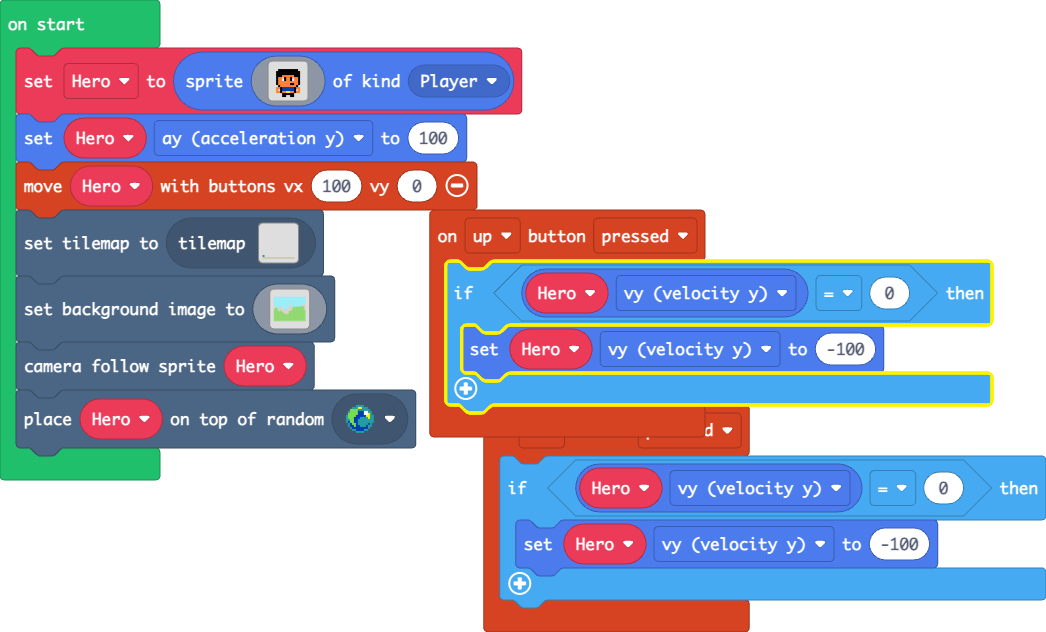 on start
set Hero to sprite of kind Player
set Hero ay (acceleration y) to 100
move Hero with buttons vx 100 vy 0
set tilemap to tilemap
set background image to
camera follow sprite Hero
place Hero on top of random
on up button pressed
if Hero vy (velocity y) = 0 then
set Hero vy (velocity y) to -100
if Hero vy (velocity y) = 0 then
set Hero vy (velocity y) to -100